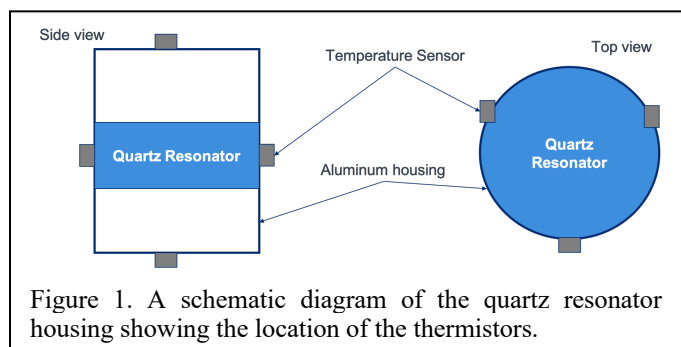 Side view
Temperature Sensor
Top view
Quartz Resonator
Quartz
Resonator
Aluminum housing
Figure 1. A schematic diagram of the quartz resonator
housing showing the location of the thermistors.